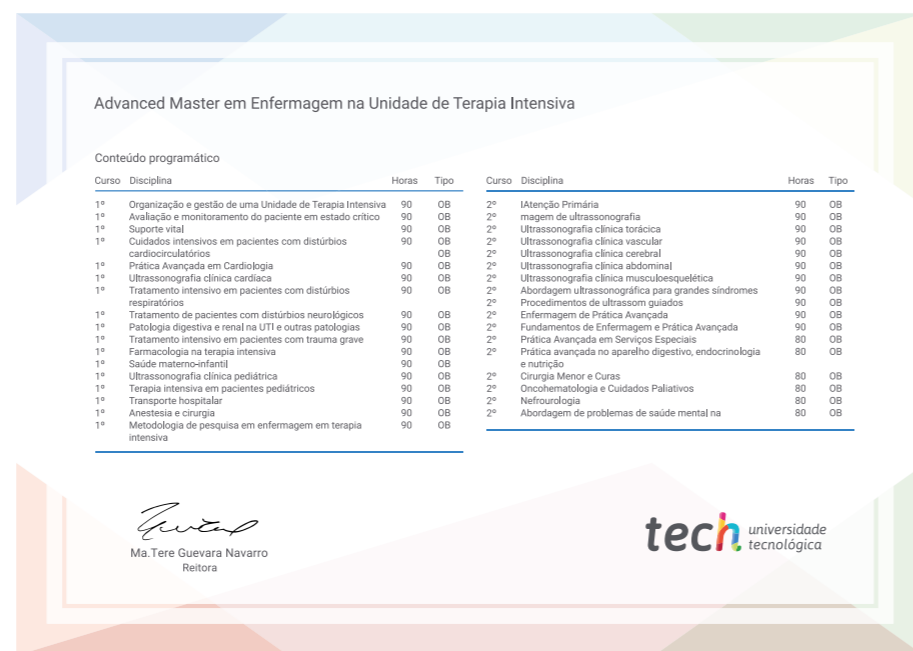 Advanced Master em Enfermagem na Unidade de Terapia Intensiva
Conteúdo programático
Curso Disciplina Horas Tipo
1º Organização e gestão de uma Unidade de Terapia Intensiva 90 OB
1º Avaliação e monitoramento do paciente em estado crítico 90 OB
1º Suporte vital 90 OB
1º Cuidados intensivos em pacientes com distúrbios 90 OB
cardiocirculatórios OB
1º Prática Avançada em Cardiologia 90 OB
1º Ultrassonografia clínica cardíaca 90 OB
1º Tratamento intensivo em pacientes com distúrbios 90 OB
respiratórios
1º Tratamento de pacientes com distúrbios neurológicos 90 OB
1º Patologia digestiva e renal na UTI e outras patologias 90 OB
1º Tratamento intensivo em pacientes com trauma grave 90 OB
1º Farmacologia na terapia intensiva 90 OB
1º Saúde materno-infantil 90 OB
1º Ultrassonografia clínica pediátrica 90 OB
1º Terapia intensiva em pacientes pediátricos 90 OB
1º Transporte hospitalar 90 OB
1º Anestesia e cirurgia 90 OB
1º Metodologia de pesquisa em enfermagem em terapia 90 OB
intensiva
Curso Disciplina Horas Tipo
2º IAtenção Primária 90 OB
2º magem de ultrassonografia 90 OB
2º Ultrassonografia clínica torácica 90 OB
2º Ultrassonografia clínica vascular 90 OB
2º Ultrassonografia clínica cerebral 90 OB
2º Ultrassonografia clínica abdominal 90 OB
2º Ultrassonografia clínica musculoesquelética 90 OB
2º Abordagem ultrassonográfica para grandes síndromes 90 OB
2º Procedimentos de ultrassom guiados 90 OB
2º Enfermagem de Prática Avançada 90 OB
2º Fundamentos de Enfermagem e Prática Avançada 90 OB
2º Prática Avançada em Serviços Especiais 80 OB
2º Prática avançada no aparelho digestivo, endocrinologia 80 OB
e nutrição
2º Cirurgia Menor e Curas 80 OB
2º Oncohematologia e Cuidados Paliativos 80 OB
2º Nefrourologia 80 OB
2º Abordagem de problemas de saúde mental na 80 OB
Ma.Tere Guevara Navarro
Reitora
tech universidade
tecnológica